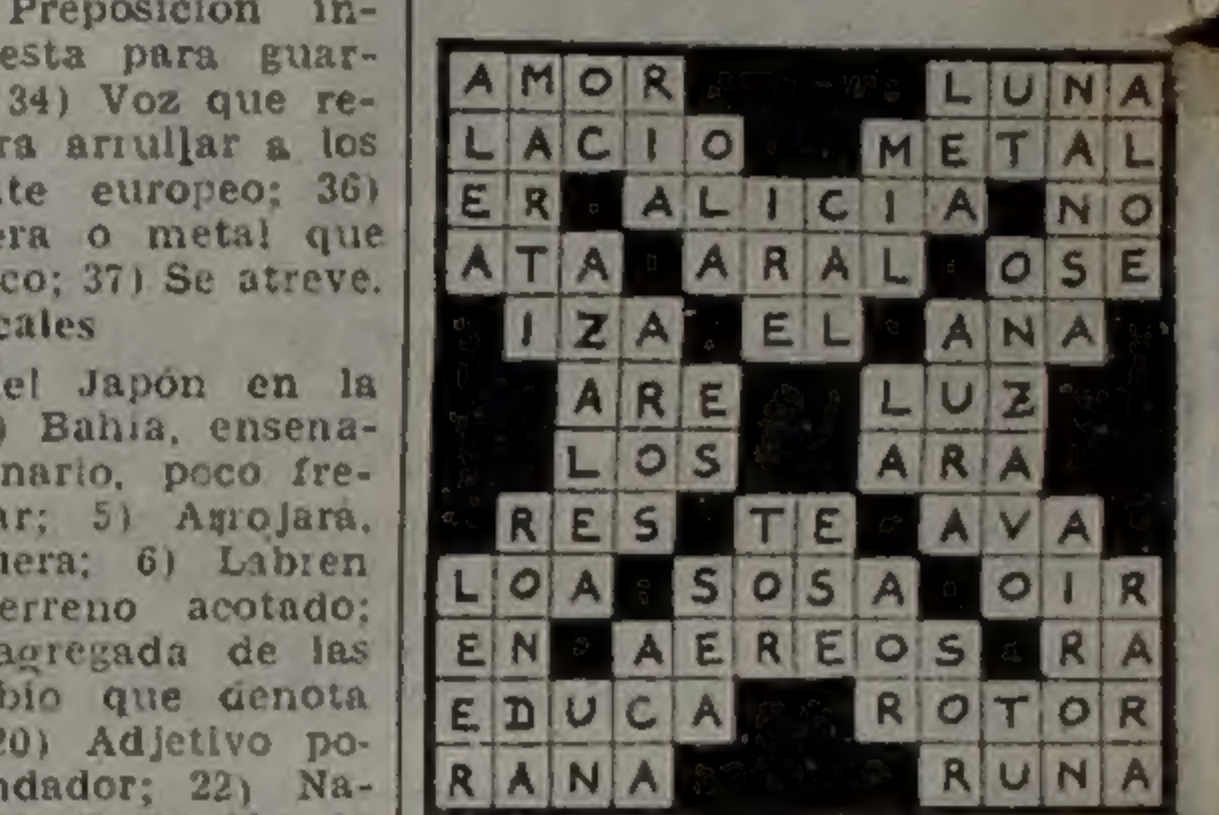 Preposición in-
esta para guar-
34) Voz que re-
ra arrullar a los
te europeo; 36)
era o metal que
co; 37) Se atreve.
cales
el Japón en la
) Bahía, ensena-
nario, poco fre-
ar; 5) Arrojará,
uera; 6) Labren
erreno acotado;
agregada de las
bio que denota
20) Adjetivo po-
ndador; 22) Na-
AMOR LUNA
LACIO METAL
ER ALICIA NO
ATA ARAL OSE
IZA EL ANA
ARE LUZ
LOS ARA
RES TE AVA
LOA SOSA OIR
EN AEREOS RA
EDUCA ROTOR
RANA RUNA